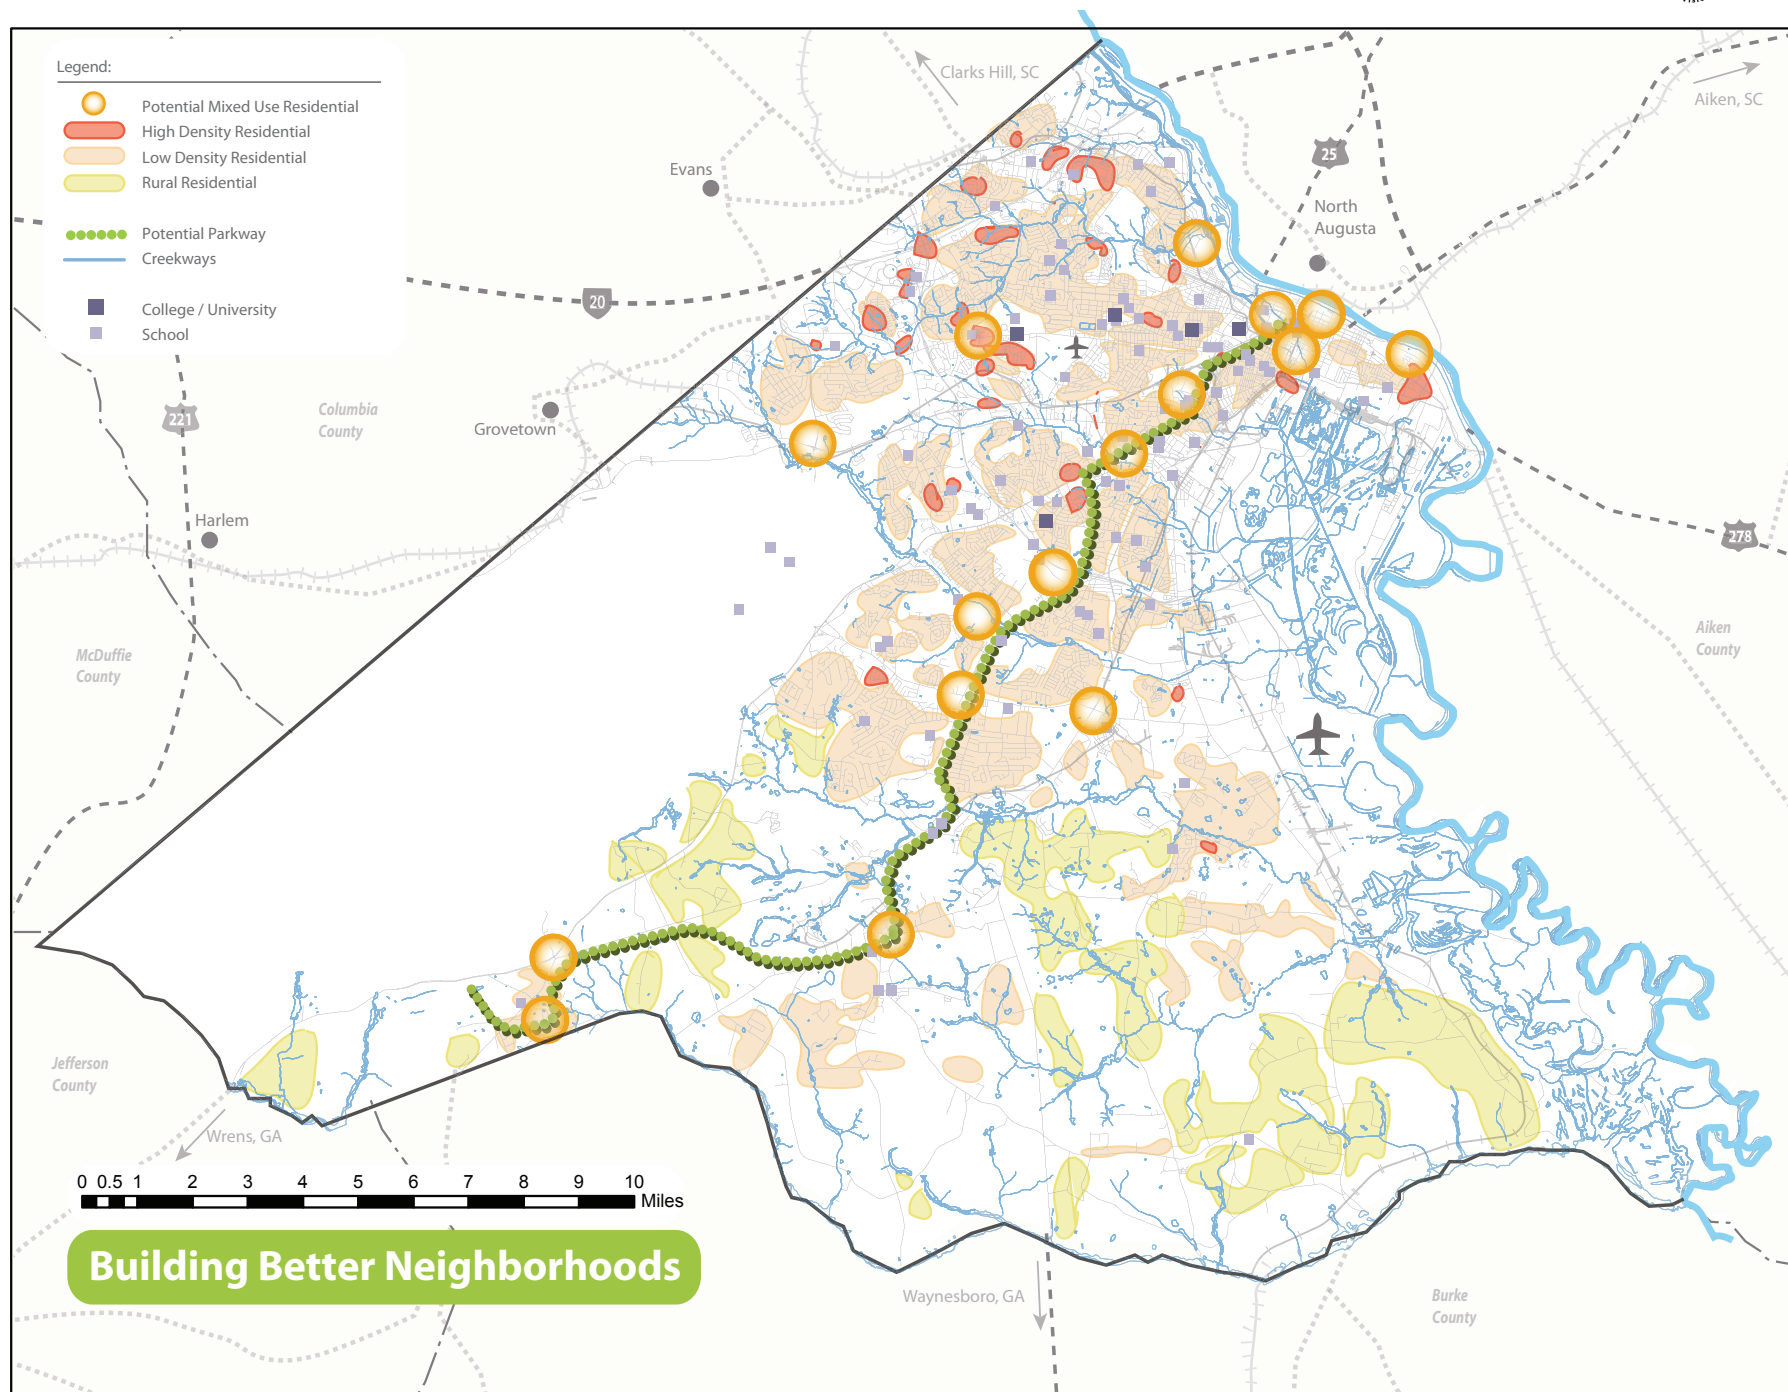 Legend:
Potential Mixed Use Residential
High Density Residential
Low Density Residential
Rural Residential
Potential Parkway
Creekways
College / University
School
Clarks Hill, SC
Aiken, SC
Evans
25
North
Augusta
20
Columbia
County
221
Grovetown
Harlem
278
McDuffie
County
Aiken
County
Jefferson
County
Wrens, GA
0 0.5 1 2 3 4 5 6 7 8 9 10
Miles
Building Better Neighborhoods
Waynesboro, GA
Burke
County